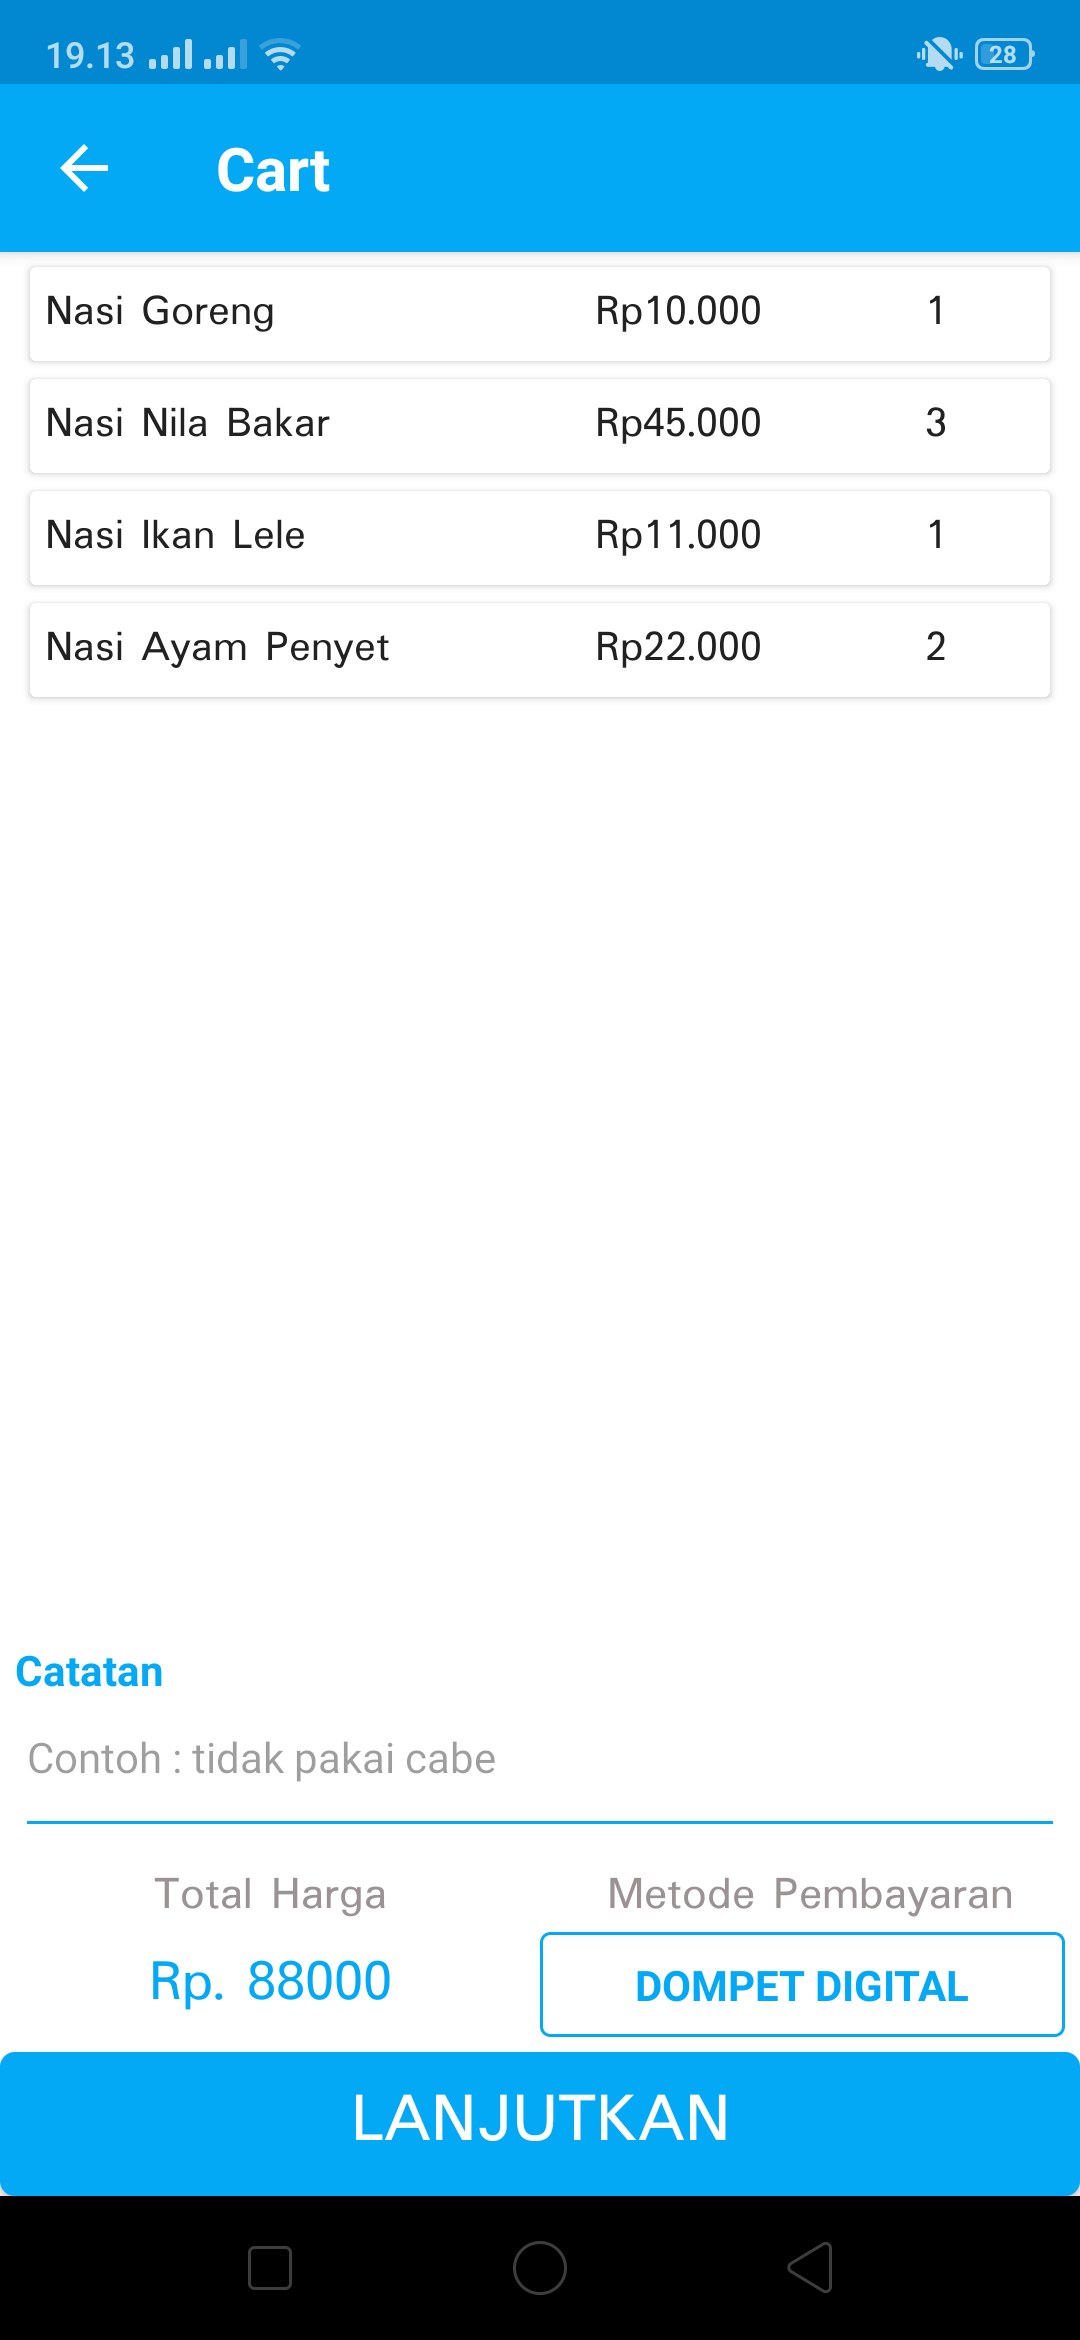 19.13 28
Cart
Nasi Goreng Rp10.000 1
Nasi Nila Bakar Rp45.000 3
Nasi Ikan Lele Rp11.000 1
Nasi Ayam Penyet Rp22.000 2
Catatan
Contoh : tidak pakai cabe
Total Harga Metode Pembayaran
Rp. 88000 DOMPET DIGITAL
LANJUTKAN